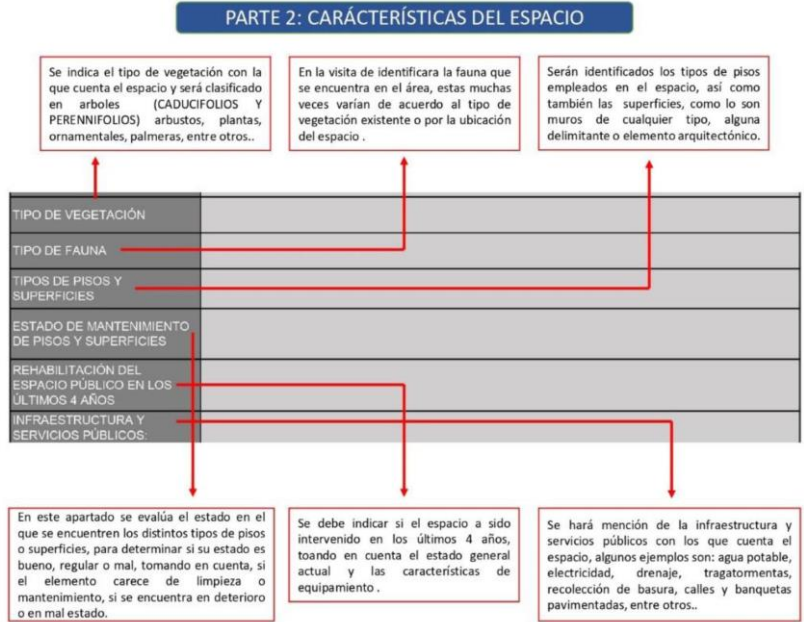 PARTE 2: CARÁCTERÍSTICAS DEL ESPACIO
Se indica el tipo de vegetación con la
que cuenta el espacio y será clasificado
en arboles (CADUCIFOLIOS Y
PERENNIFOLIOS) arbustos, plantas,
ornamentales, palmeras, entre otros..
En la visita de identificara la fauna que
se encuentra en el área, estas muchas
veces varían de acuerdo al tipo de
vegetación existente o por la ubicación
del espacio .
Serán identificados los tipos de pisos
empleados en el espacio, así como
también las superficies, como lo son
muros de cualquier tipo, alguna
delimitante o elemento arquitectónico.
TIPO DE VEGETACIÓN
TIPO DE FAUNA
TIPOS DE PISOS Y
SUPERFICIES
ESTADO DE MANTENIMIENTO
DE PISOS Y SUPERFICIES
REHABILITACIÓN DEL
ESPACIO PÚBLICO EN LOS
ÚLTIMOS 4 AÑOS
INFRAESTRUCTURA Y
SERVICIOS PÚBLICOS:
En este apartado se evalúa el estado en el
que se encuentren los distintos tipos de pisos
o superficies, para determinar si su estado es
bueno, regular o mal, tomando en cuenta, si
el elemento carece de limpieza o
mantenimiento, si se encuentra en deterioro
o en mal estado.
Se debe indicar si el espacio a sido
intervenido en los últimos 4 años,
toando en cuenta el estado general
actual y las características de
equipamiento .
Se hará mención de la infraestructura y
servicios públicos con los que cuenta el
espacio, algunos ejemplos son: agua potable,
electricidad, drenaje, tragatormentas,
recolección de basura, calles y banquetas
pavimentadas, entre otros..